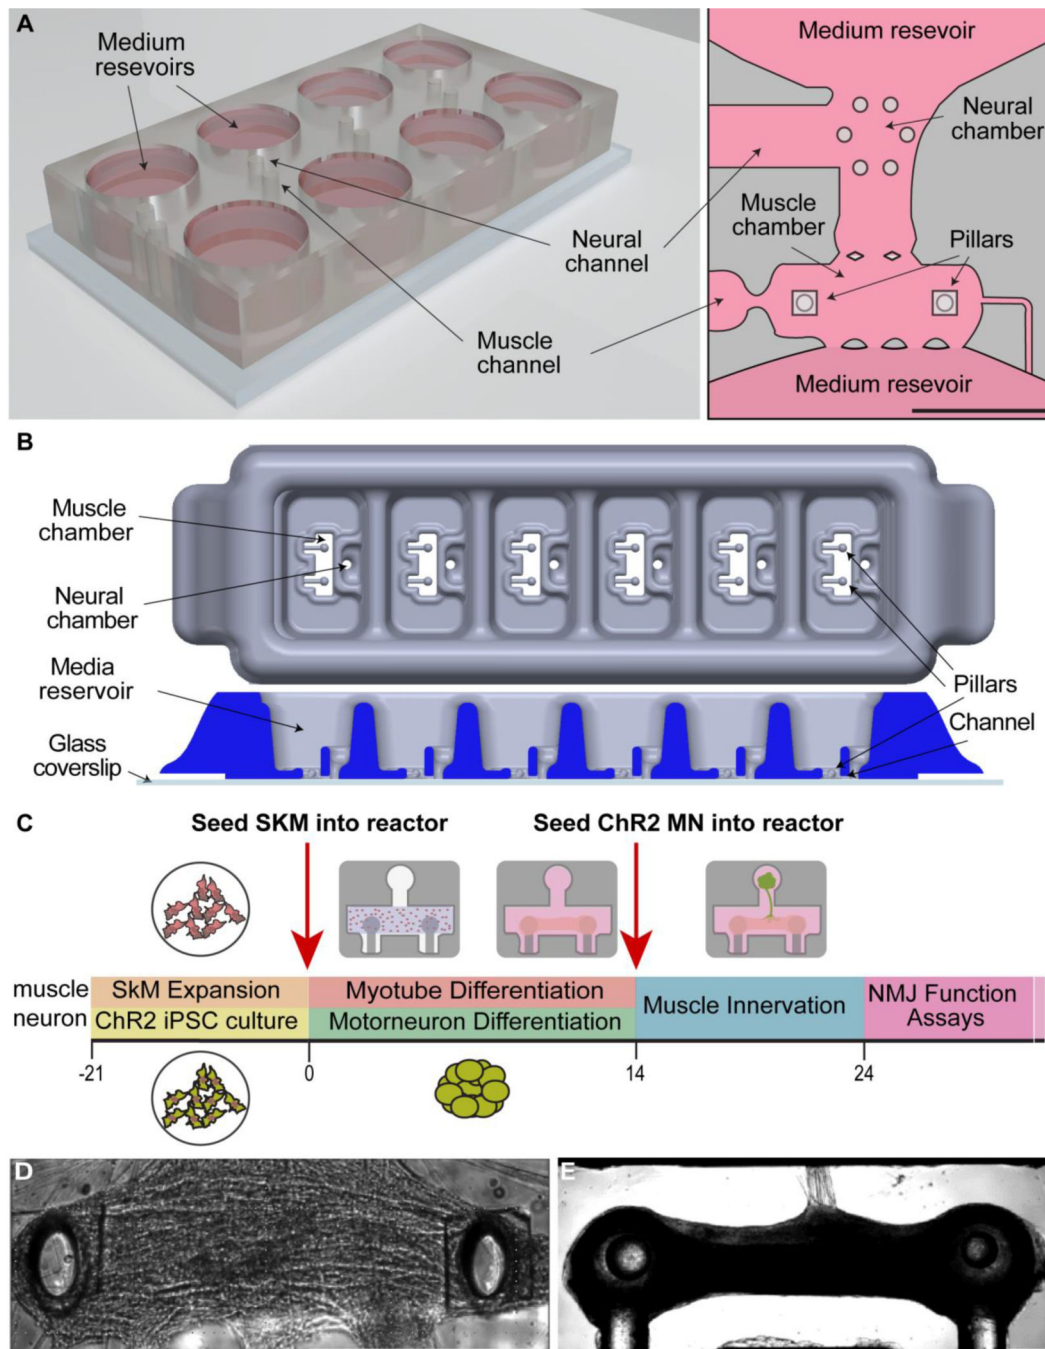 A
Medium
resevoirs
Neural
channel
Muscle
channel
Medium resevoir
Neural
chamber
Muscle
chamber
Pillars
Medium resevoir
B
Muscle
chamber
Neural
chamber
Media
reservoir
Glass
coverslip
Pillars
Channel
C
Seed SKM into reactor
Seed ChR2 MN into reactor
muscle
neuron
SkM Expansion
ChR2 iPSC culture
Myotube Differentiation
Motorneuron Differentiation
Muscle Innervation
NMJ Function
Assays
-21
0
14
24
D
E